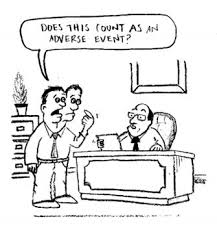 DOES THIS COUNT AS AN
ADVERSE EVENT?